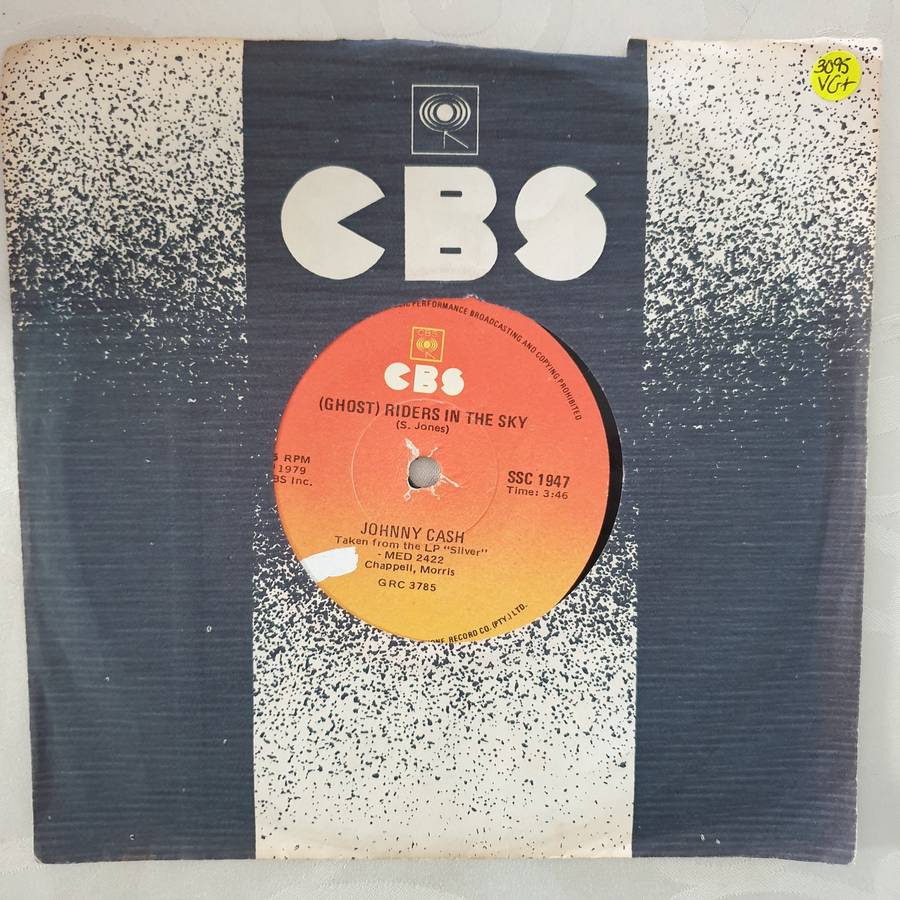 3095
VG+
CBS
PERFORMANCE BROADCASTING AND COPYING PROHIBITED
CBS
CBS
(GHOST) RIDERS IN THE SKY
(S. Jones)
RPM
1979
BS Inc.
SSC 1947
Time: 3:46
JOHNNY CASH
Taken from the LP "Silver"
- MED 2422
Chappell, Morris
GRC 3785
RECORD CO. (PTY.) LTD.